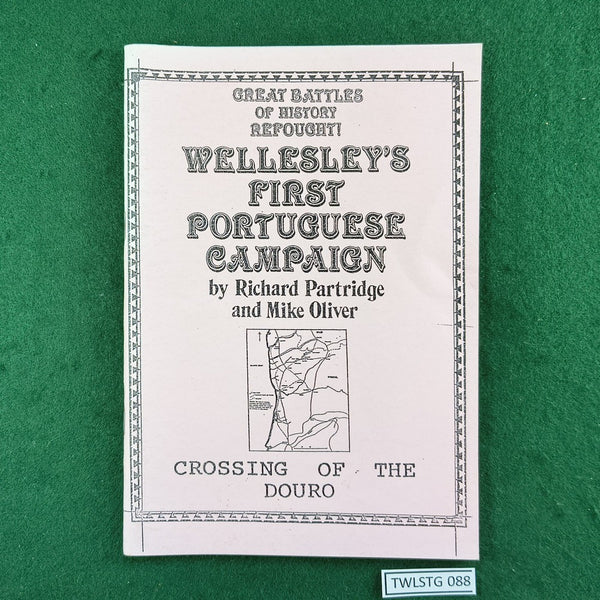 GREAT BATTLES
OF HISTORY
REFOUGHT!
WELLESLEY'S
FIRST
PORTUGUESE
CAMPAIGN
by Richard Partridge
and Mike Oliver
CROSSING OF THE
DOURO
TWLSTG 088